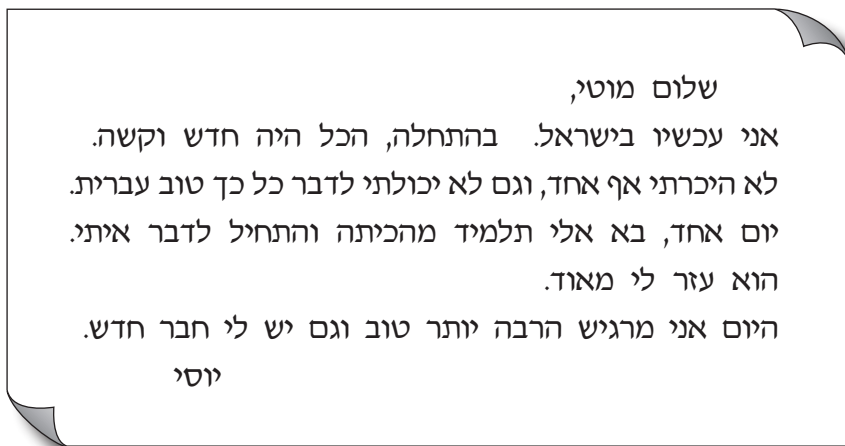 שלום מוטי,
אני עכשיו בישראל. בהתחלה, הכל היה חדש וקשה.
לא היכרתי אף אחד, וגם לא יכולתי לדבר כל כך טוב עברית.
יום אחד, בא אלי תלמיד מהכיתה והתחיל לדבר איתי.
הוא עזר לי מאוד.
היום אני מרגיש הרבה יותר טוב וגם יש לי חבר חדש.
יוסי